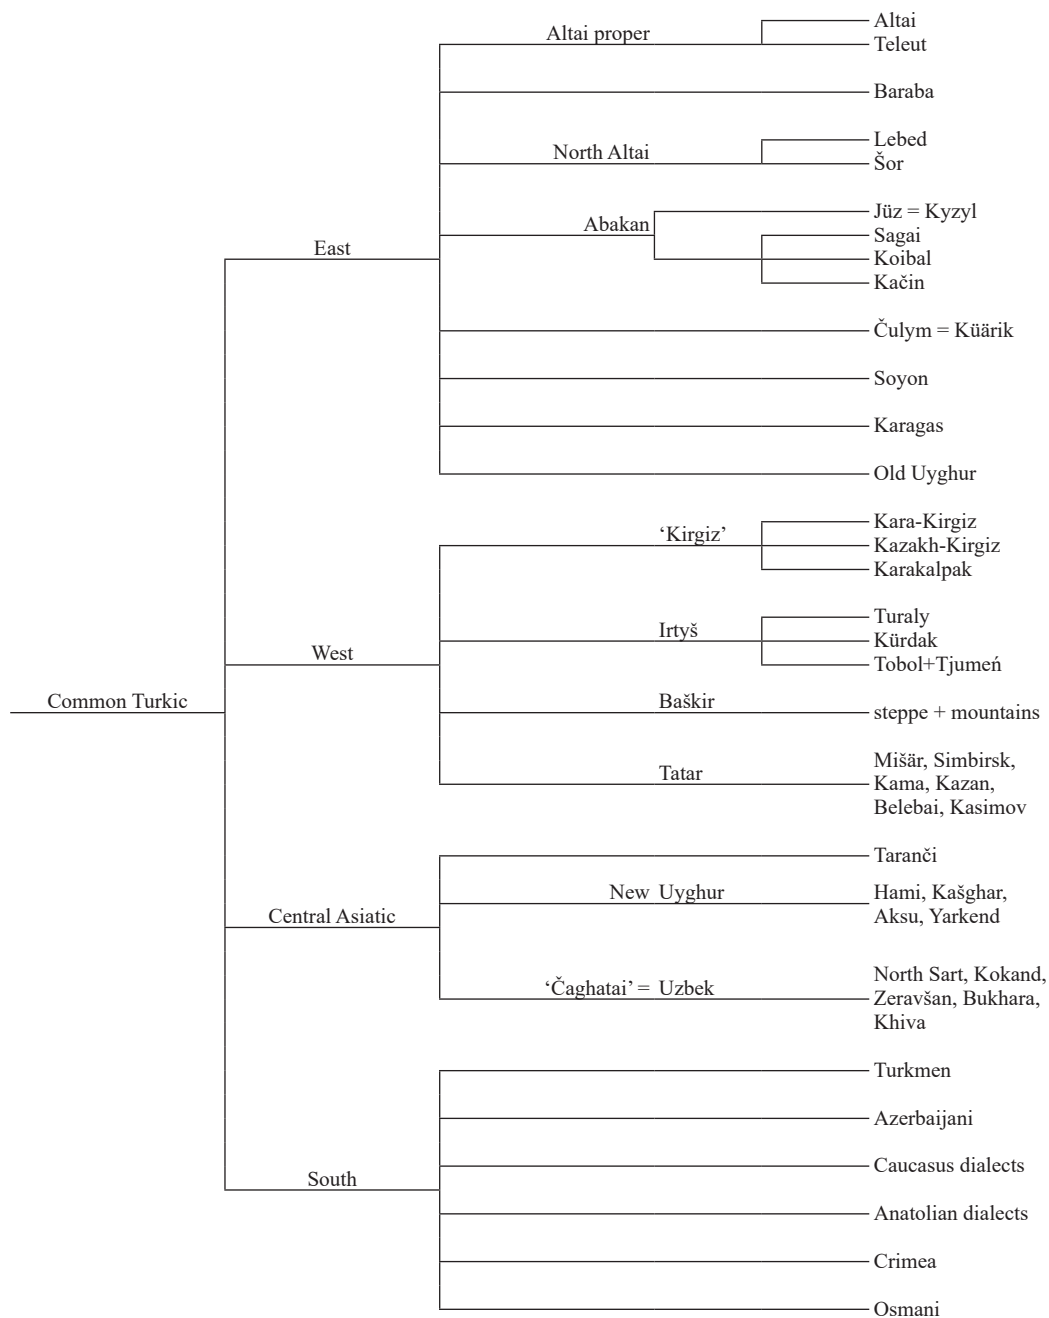 Altai
Altai proper
Teleut
Baraba
Lebed
North Altai
Šor
Jüz = Kyzyl
Abakan
Sagai
East
Koibal
Kačin
Čulym = Küärik
Soyon
Karagas
Old Uyghur
Kara-Kirgiz
‘Kirgiz’
Kazakh-Kirgiz
Karakalpak
Turaly
Irtyš
Kürdak
West
Tobol+Tjumeń
Common Turkic
Baškir
steppe + mountains
Mišär, Simbirsk,
Tatar
Kama, Kazan,
Belebai, Kasimov
Taranči
New Uyghur
Hami, Kašghar,
Central Asiatic
Aksu, Yarkend
North Sart, Kokand,
‘Čaghatai’ = Uzbek
Zeravšan, Bukhara,
Khiva
Turkmen
Azerbaijani
Caucasus dialects
South
Anatolian dialects
Crimea
Osmani